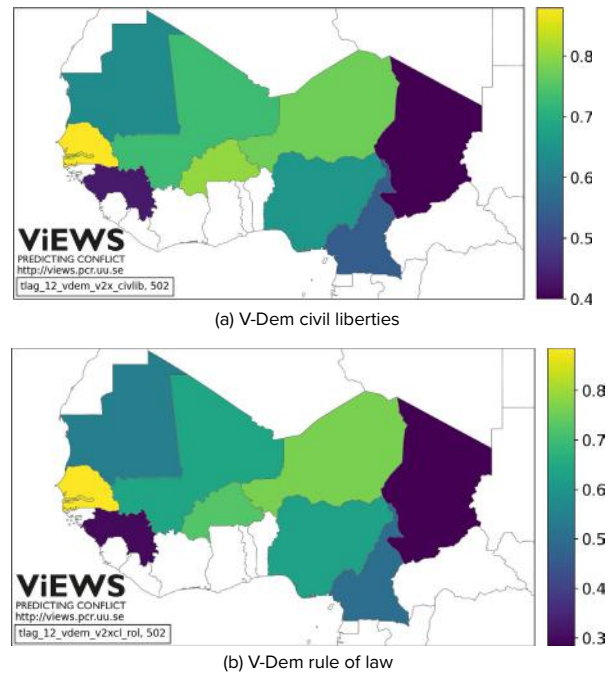 0.8
0.7
0.6
0.5
0.4
ViEWS
PREDICTING CONFLICT
http://views.pcr.uu.se
tlag_12_vdem_v2x_civlib, 502
(a) V-Dem civil liberties
0.8
0.7
0.6
0.5
0.4
0.3
ViEWS
PREDICTING CONFLICT
http://views.pcr.uu.se
tlag_12_vdem_v2xcl_rol, 502
(b) V-Dem rule of law